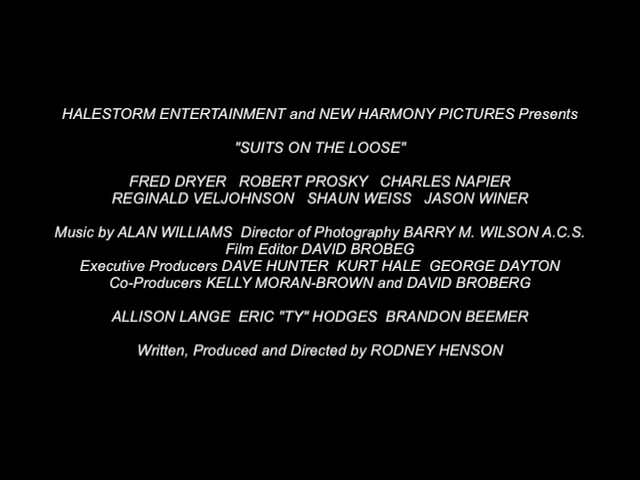 HALESTORM ENTERTAINMENT and NEW HARMONY PICTURES Presents
"SUITS ON THE LOOSE"
FRED DRYER ROBERT PROSKY CHARLES NAPIER
REGINALD VELJOHNSON SHAUN WEISS JASON WINER
Music by ALAN WILLIAMS Director of Photography BARRY M. WILSON A.C.S.
Film Editor DAVID BROBEG
Executive Producers DAVE HUNTER KURT HALE GEORGE DAYTON
Co-Producers KELLY MORAN-BROWN and DAVID BROBERG
ALLISON LANGE ERIC "TY" HODGES BRANDON BEEMER
Written, Produced and Directed by RODNEY HENSON